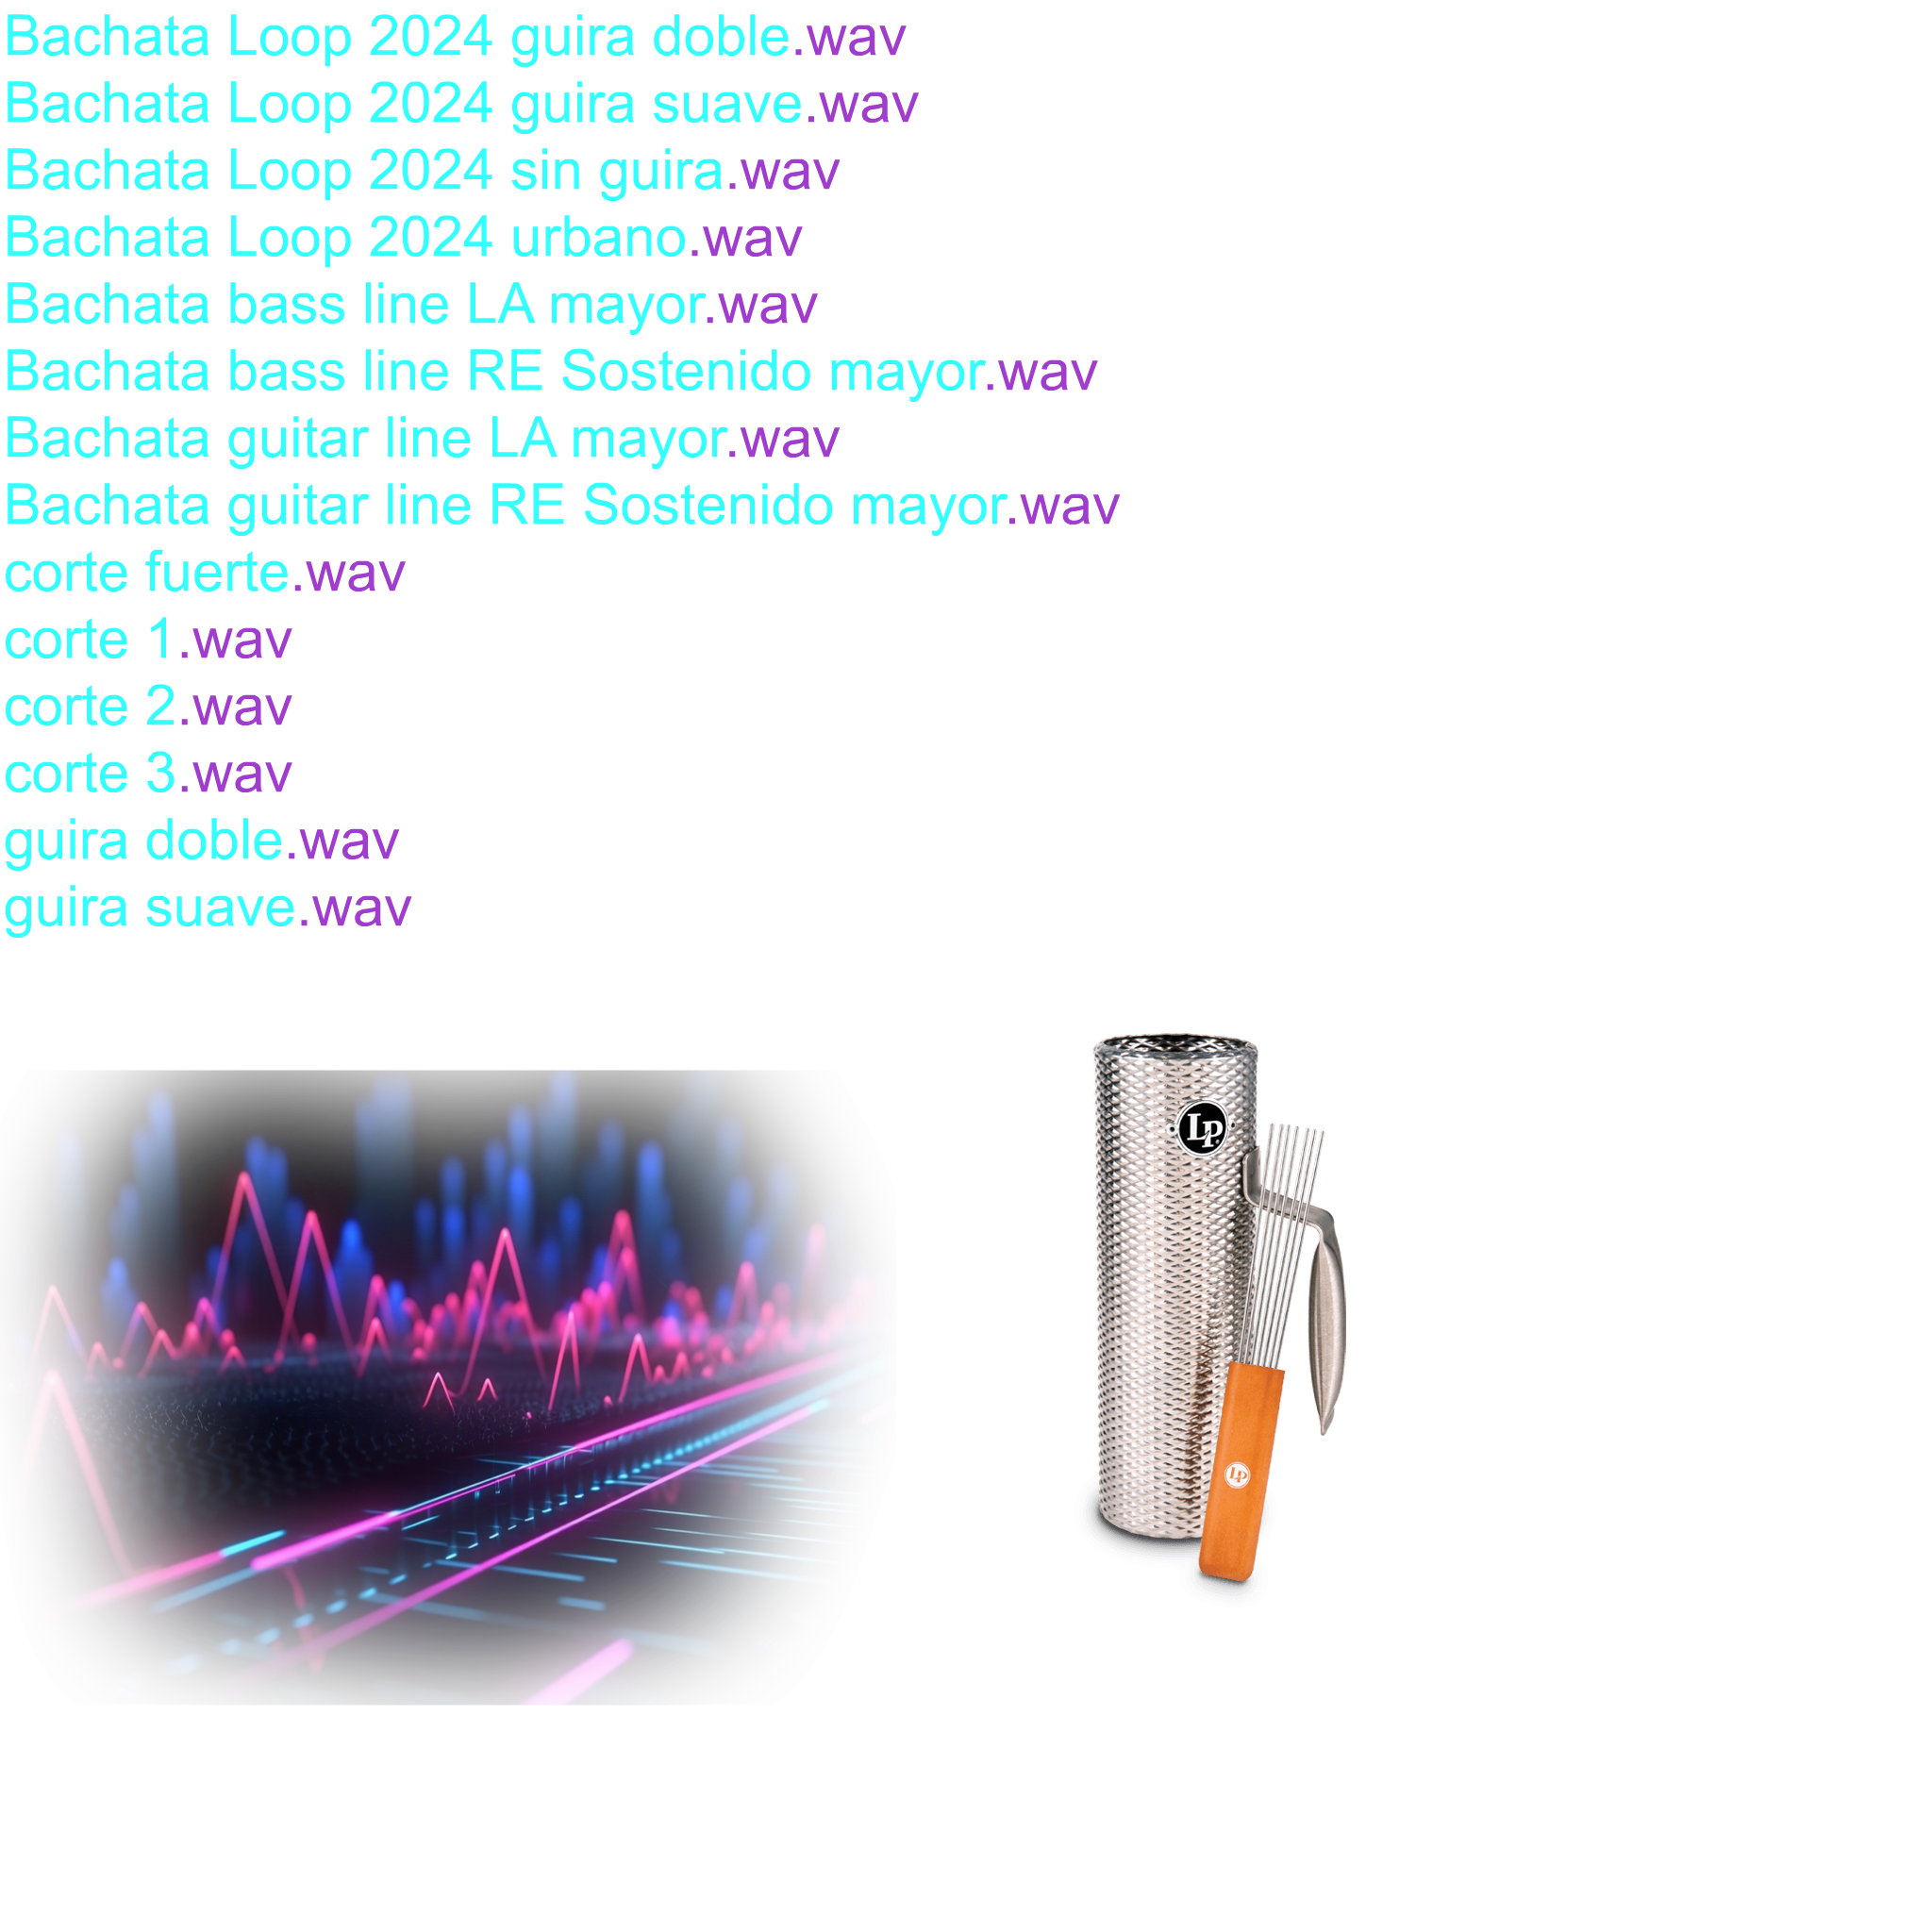 Bachata Loop 2024 guira doble.wav
Bachata Loop 2024 guira suave.wav
Bachata Loop 2024 sin guira.wav
Bachata Loop 2024 urbano.wav
Bachata bass line LA mayor.wav
Bachata bass line RE Sostenido mayor.wav
Bachata guitar line LA mayor.wav
Bachata guitar line RE Sostenido mayor.wav
corte fuerte.wav
corte 1.wav
corte 2.wav
corte 3.wav
guira doble.wav
guira suave.wav
LP
LP